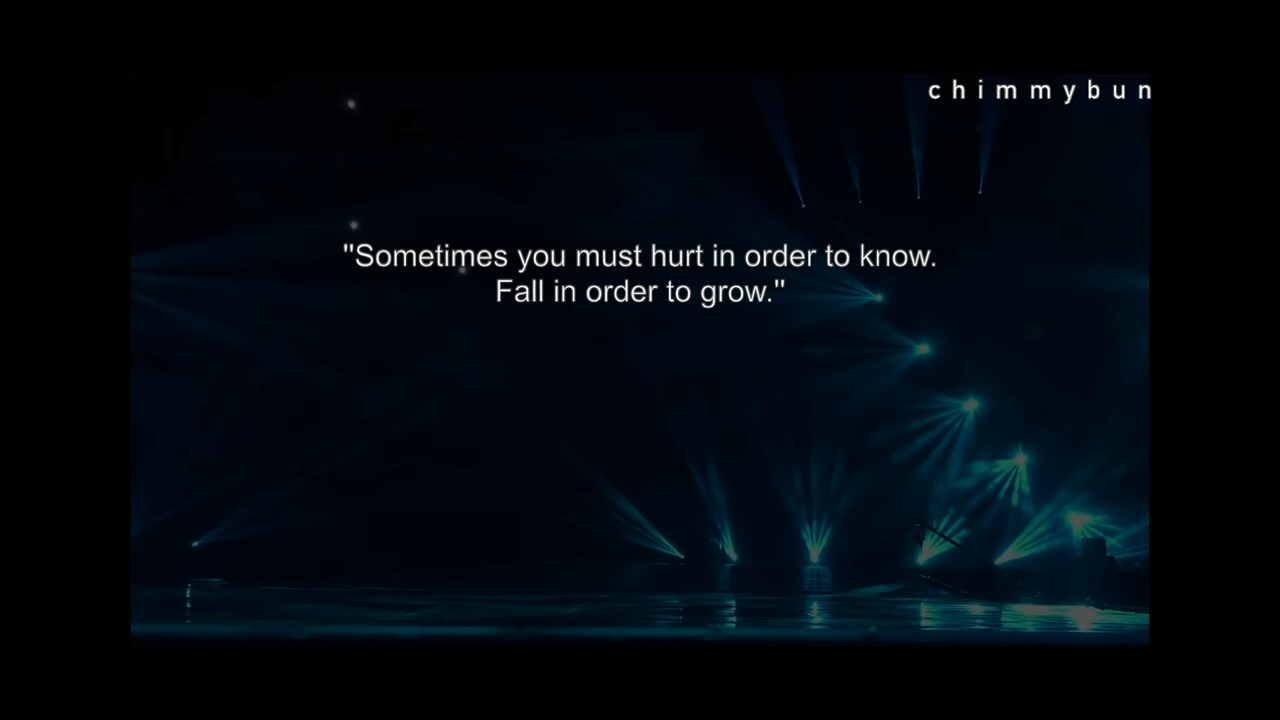 chimmybun
"Sometimes you must hurt in order to know.
Fall in order to grow."